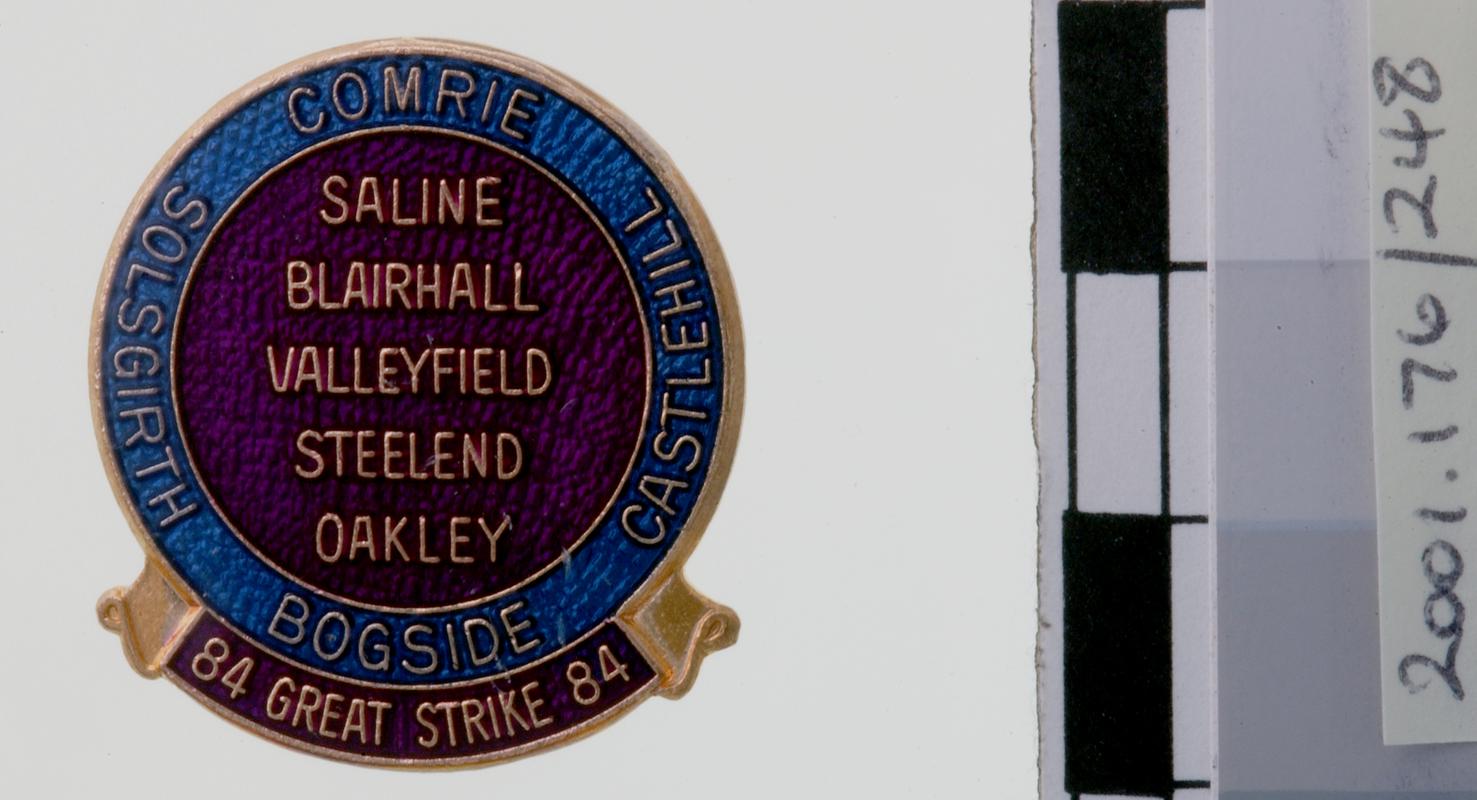 COMRIE
SOLSGIRTH
CASTLEHILL
SALINE
BLAIRHALL
VALLEYFIELD
STEELEND
OAKLEY
BOGSIDE
84 GREAT STRIKE 84
2001.176/248